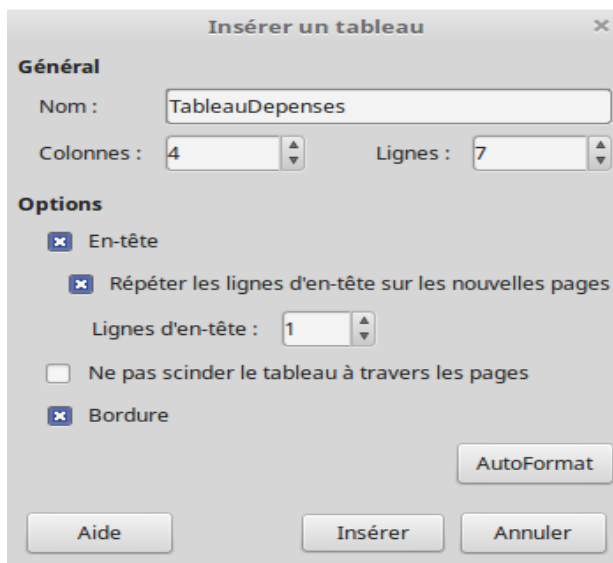 Insérer un tableau
Général
Nom : TableauDepenses
Colonnes : 4 Lignes : 7
Options
En-tête
Répéter les lignes d'en-tête sur les nouvelles pages
Lignes d'en-tête : 1
Ne pas scinder le tableau à travers les pages
Bordure
AutoFormat
Aide Insérer Annuler